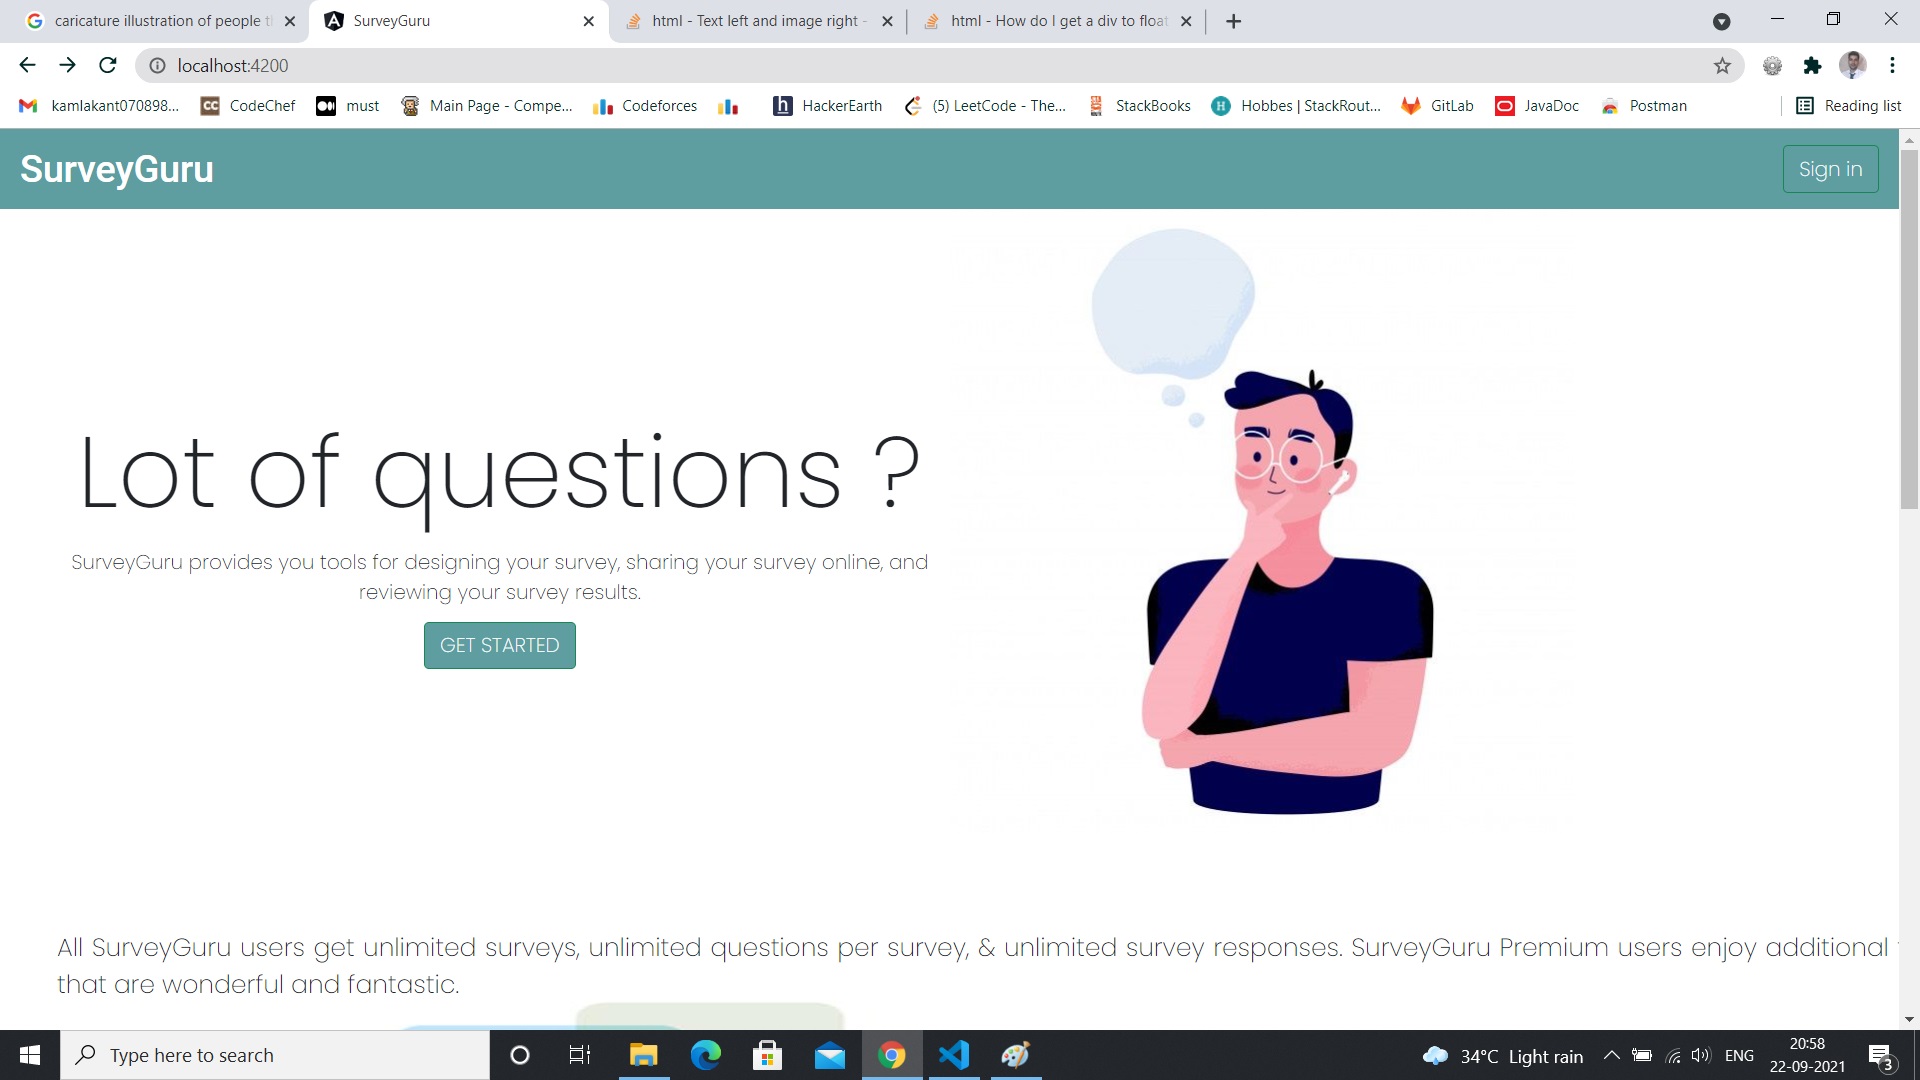 caricature illustration of people t
SurveyGuru
html - Text left and image right -
html - How do I get a div to float
localhost:4200
kamlakant070898...
CodeChef
must
Main Page - Compe...
Codeforces
HackerEarth
(5) LeetCode - The...
StackBooks
Hobbes | StackRout...
GitLab
JavaDoc
Postman
Reading list
SurveyGuru
Sign in
Lot of questions ?
SurveyGuru provides you tools for designing your survey, sharing your survey online, and
reviewing your survey results.
GET STARTED
All SurveyGuru users get unlimited surveys, unlimited questions per survey, & unlimited survey responses. SurveyGuru Premium users enjoy additional
that are wonderful and fantastic.
Type here to search
34°C Light rain
ENG
20:58
22-09-2021
3